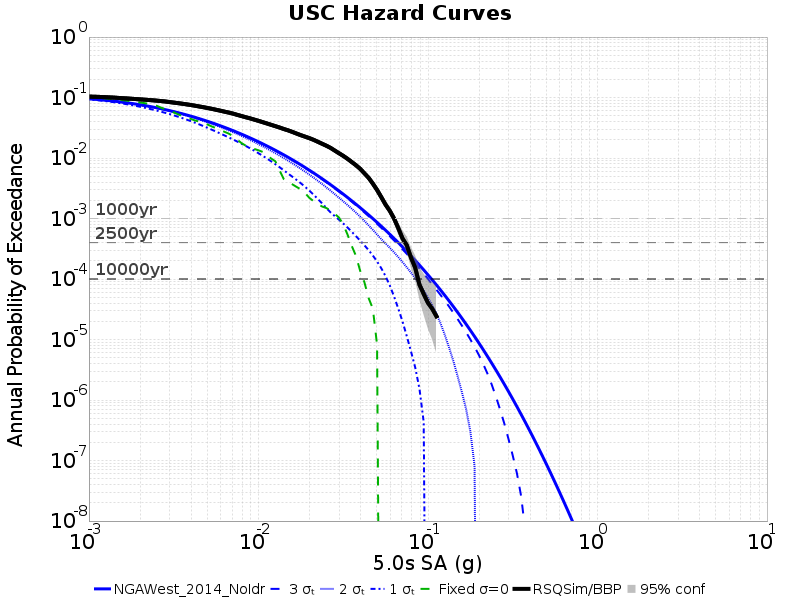 USC Hazard Curves
Annual Probability of Exceedance
10^0
10^-1
10^-2
10^-3
10^-4
10^-5
10^-6
10^-7
10^-8
1000yr
2500yr
10000yr
10^-3 10^-2 10^-1 10^0 10^1
5.0s SA (g)
NGAWest_2014_NoIdr 3 σₜ 2 σₜ 1 σₜ Fixed σ=0 RSQSim/BBP 95% conf